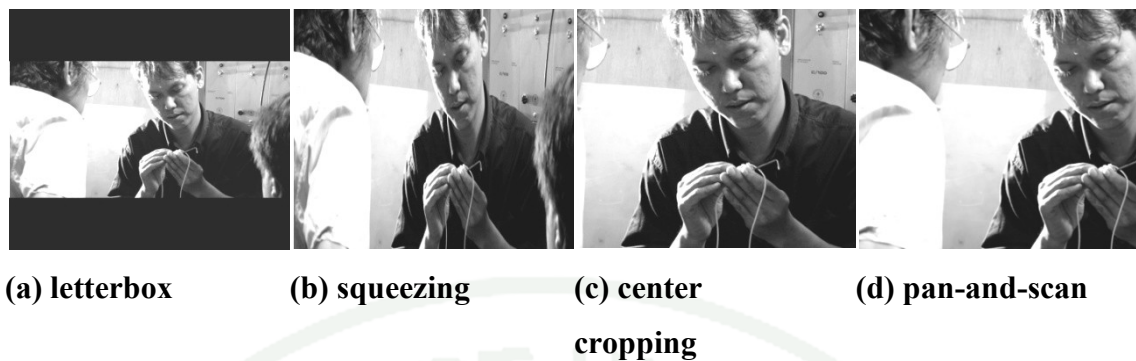 (a) letterbox (b) squeezing (c) center (d) pan-and-scan
cropping